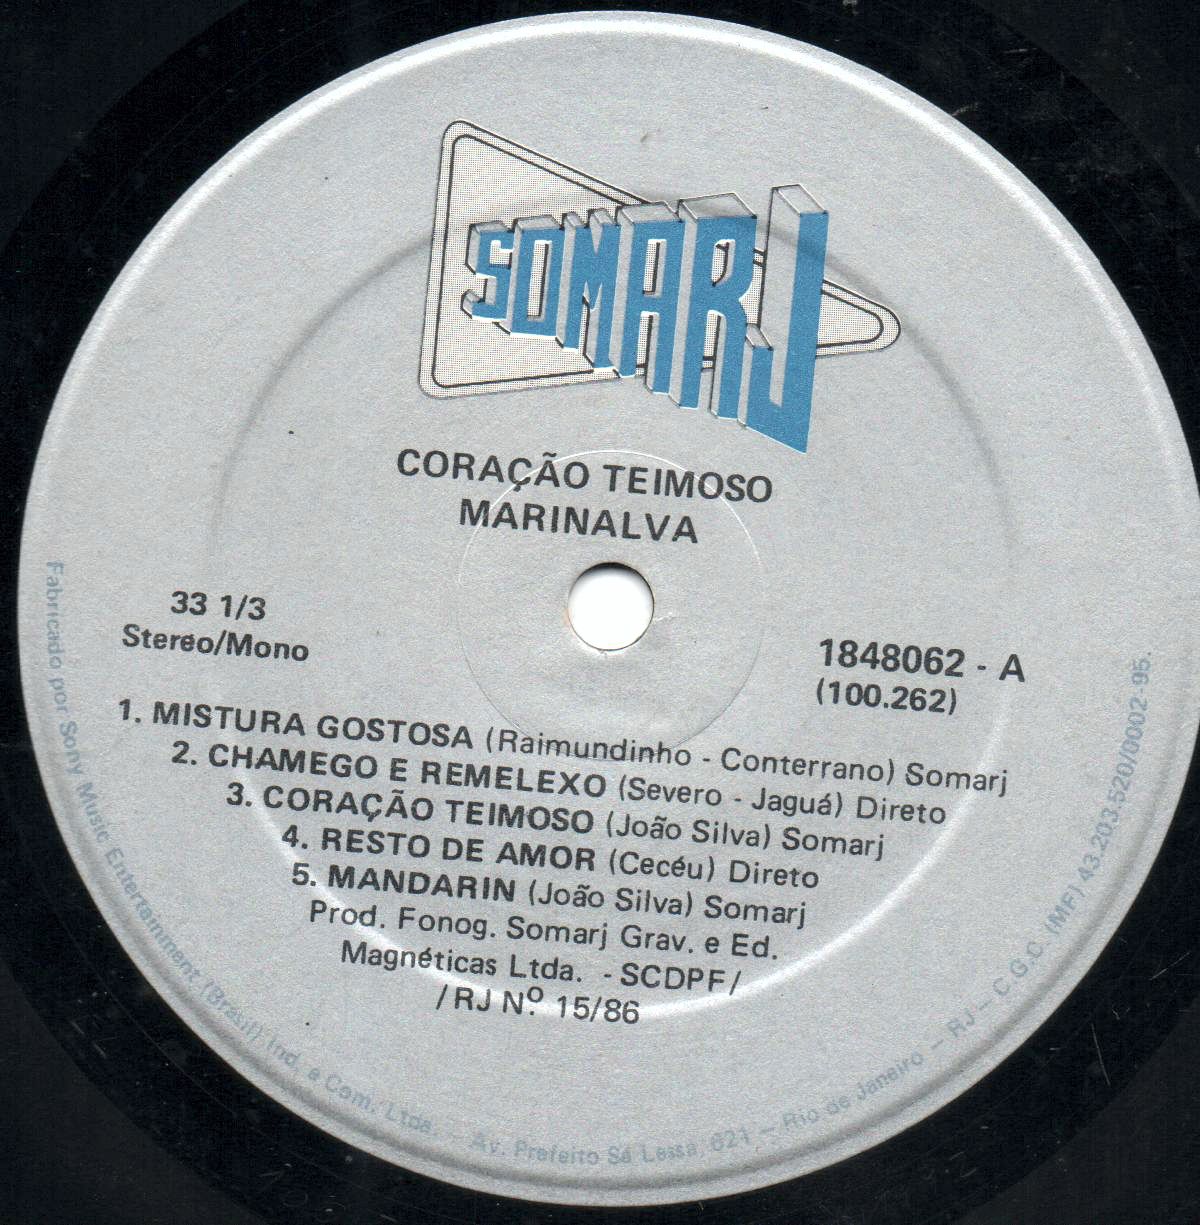 SOMARJ
CORAÇÃO TEIMOSO
MARINALVA
33 1/3
Stereo/Mono
1848062 - A
(100.262)
1. MISTURA GOSTOSA (Raimundinho - Conterrano) Somarj
2. CHAMEGO E REMELEXO (Severo - Jaguá) Direto
3. CORAÇÃO TEIMOSO (João Silva) Somarj
4. RESTO DE AMOR (Cecéu) Direto
5. MANDARIN (João Silva) Somarj
Prod. Fonog. Somarj Grav. e Ed.
Magnéticas Ltda. - SCDPF/
/RJ Nº 15/86
Fabricado por Sony Music Entertainment (Brasil) Ind. e Com. Ltda. - Av. Prefeito Sá Lessa, 621 - Rio de Janeiro - RJ - C.G.C. (MF) 43.203.520/0002-95.